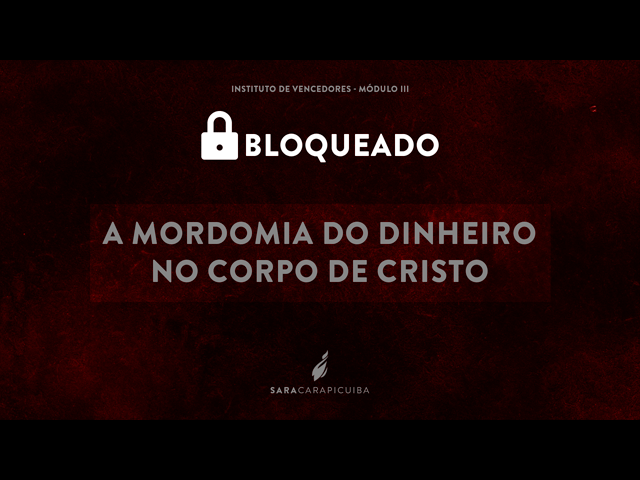 INSTITUTO DE VENCEDORES - MÓDULO III
BLOQUEADO
A MORDOMIA DO DINHEIRO
NO CORPO DE CRISTO
SARACARAPICUIBA